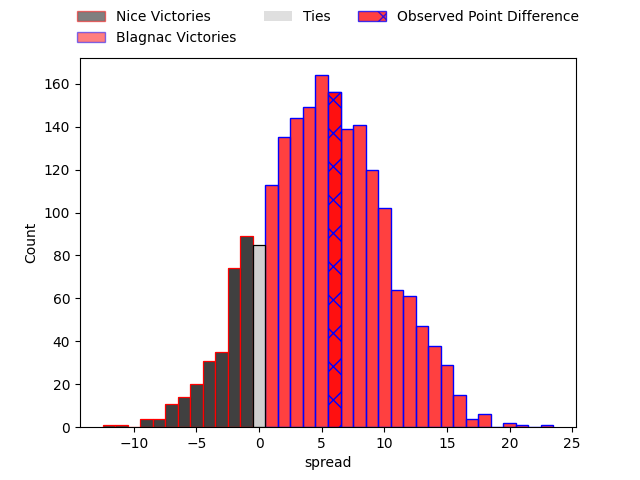 Nice Victories
Blagnac Victories
Ties
Observed Point Difference
160
140
120
100
80
60
40
20
0
Count
−10
−5
0
5
10
15
20
25
spread